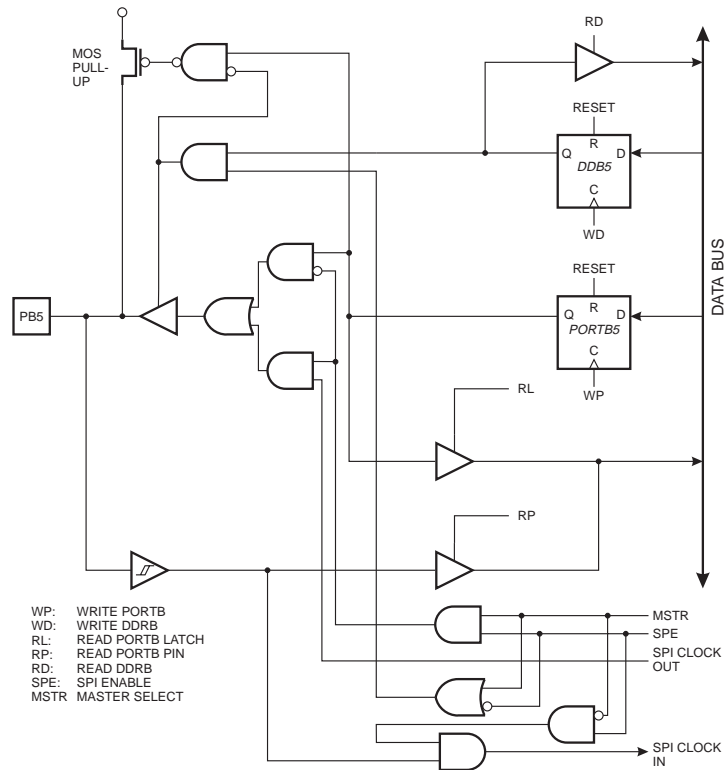 RD
MOS
PULL-
UP
RESET
R
Q
D
DDB5
C
WD
RESET
R
Q
D
PORTB5
C
WP
DATA BUS
PB5
RL
RP
WP: WRITE PORTB
WD: WRITE DDRB
RL: READ PORTB LATCH
RP: READ PORTB PIN
RD: READ DDRB
SPE: SPI ENABLE
MSTR MASTER SELECT
MSTR
SPE
SPI CLOCK
OUT
SPI CLOCK
IN